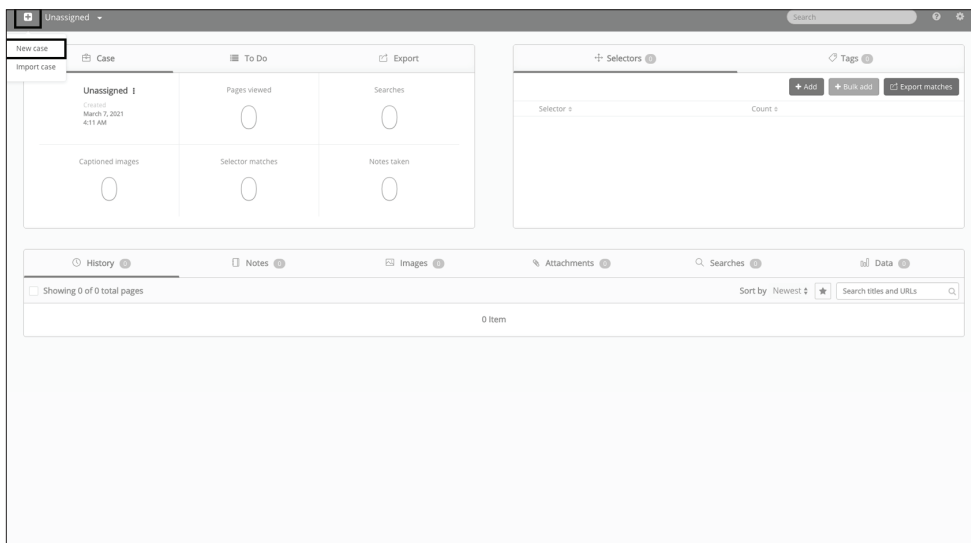 Unassigned
Search
New case
Import case
Case
To Do
Export
Unassigned
Created
March 7, 2021
4:11 AM
Pages viewed
0
Searches
0
Captioned images
0
Selector matches
0
Notes taken
0
Selectors 0
Tags 0
+ Add
+ Bulk add
Export matches
Selector
Count
History 0
Notes 0
Images 0
Attachments 0
Searches 0
Data 0
Showing 0 of 0 total pages
Sort by Newest
Search titles and URLs
0 Item